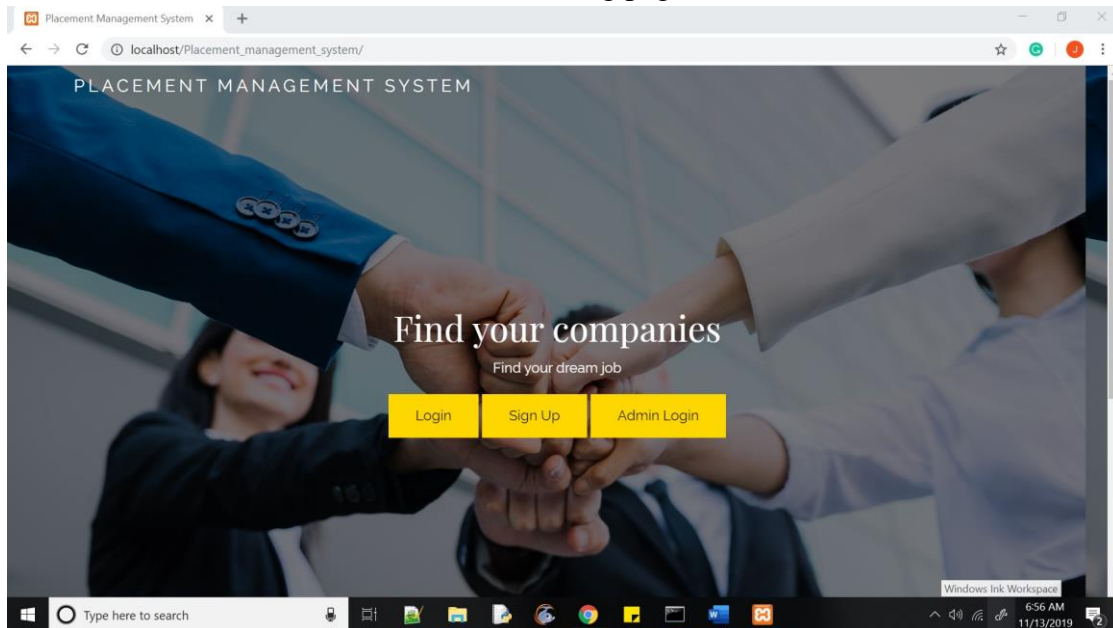 Placement Management System
localhost/Placement_management_system/
J
PLACEMENT MANAGEMENT SYSTEM
Find your companies
Find your dream job
Login
Sign Up
Admin Login
Windows Ink Workspace
Type here to search
6:56 AM
11/13/2019
2